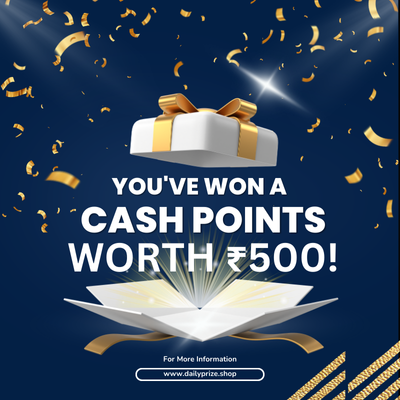 YOU'VE WON A
CASH POINTS
WORTH ₹500!
For More Information
www.dailyprize.shop